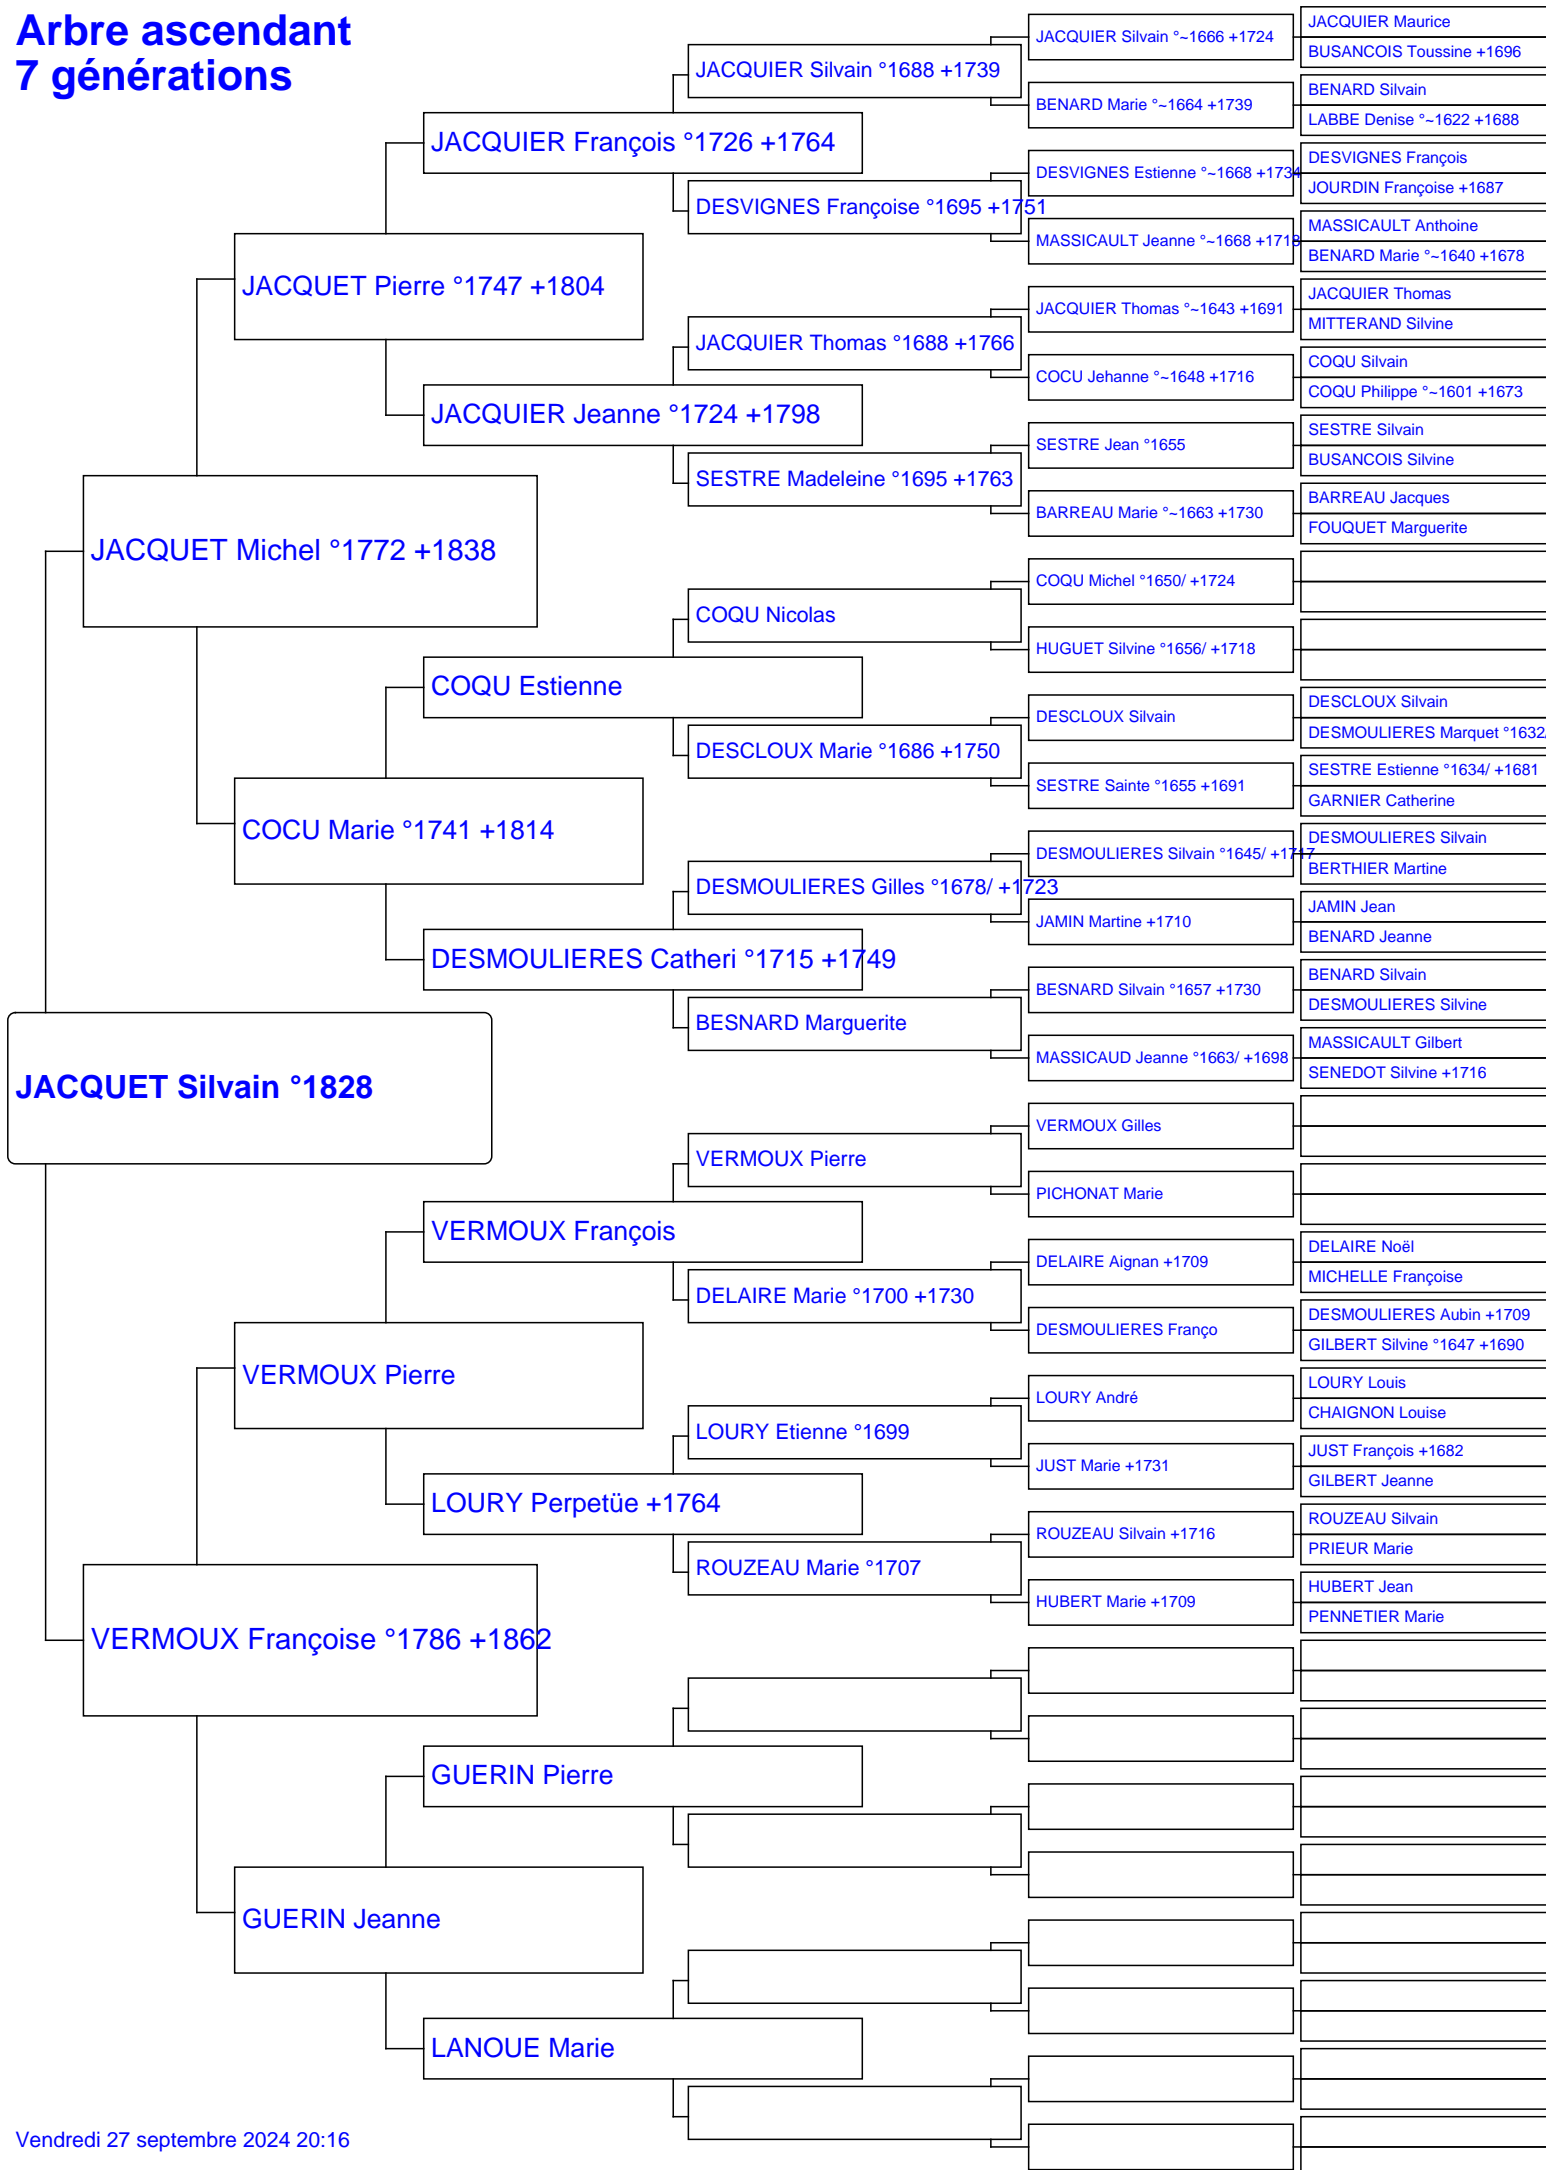 Arbre ascendant
7 générations
JACQUET Silvain °1828
JACQUET Michel °1772 +1838
VERMOUX Françoise °1786 +1862
JACQUET Pierre °1747 +1804
COCU Marie °1741 +1814
VERMOUX Pierre
GUERIN Jeanne
JACQUIER François °1726 +1764
JACQUIER Jeanne °1724 +1798
COQU Estienne
DESMOULIERES Catheri °1715 +1749
VERMOUX François
LOURY Perpetüe +1764
GUERIN Pierre
LANOUE Marie
JACQUIER Silvain °1688 +1739
DESVIGNES Françoise °1695 +1751
JACQUIER Thomas °1688 +1766
SESTRE Madeleine °1695 +1763
COQU Nicolas
DESCLOUX Marie °1686 +1750
DESMOULIERES Gilles °1678/ +1723
BESNARD Marguerite
VERMOUX Pierre
DELAIRE Marie °1700 +1730
LOURY Etienne °1699
ROUZEAU Marie °1707
JACQUIER Silvain °~1666 +1724
BENARD Marie °~1664 +1739
DESVIGNES Estienne °~1668 +1734
MASSICAULT Jeanne °~1668 +1718
JACQUIER Thomas °~1643 +1691
COCU Jehanne °~1648 +1716
SESTRE Jean °1655
BARREAU Marie °~1663 +1730
COQU Michel °1650/ +1724
HUGUET Silvine °1656/ +1718
DESCLOUX Silvain
SESTRE Sainte °1655 +1691
DESMOULIERES Silvain °1645/ +1717
JAMIN Martine +1710
BESNARD Silvain °1657 +1730
MASSICAUD Jeanne °1663/ +1698
VERMOUX Gilles
PICHONAT Marie
DELAIRE Aignan +1709
DESMOULIERES Franço
LOURY André
JUST Marie +1731
ROUZEAU Silvain +1716
HUBERT Marie +1709
JACQUIER Maurice
BUSANCOIS Toussine +1696
BENARD Silvain
LABBE Denise °~1622 +1688
DESVIGNES François
JOURDIN Françoise +1687
MASSICAULT Anthoine
BENARD Marie °~1640 +1678
JACQUIER Thomas
MITTERAND Silvine
COQU Silvain
COQU Philippe °~1601 +1673
SESTRE Silvain
BUSANCOIS Silvine
BARREAU Jacques
FOUQUET Marguerite
DESCLOUX Silvain
DESMOULIERES Marquet °1632/
SESTRE Estienne °1634/ +1681
GARNIER Catherine
DESMOULIERES Silvain
BERTHIER Martine
JAMIN Jean
BENARD Jeanne
BENARD Silvain
DESMOULIERES Silvine
MASSICAULT Gilbert
SENEDOT Silvine +1716
DELAIRE Noël
MICHELLE Françoise
DESMOULIERES Aubin +1709
GILBERT Silvine °1647 +1690
LOURY Louis
CHAIGNON Louise
JUST François +1682
GILBERT Jeanne
ROUZEAU Silvain
PRIEUR Marie
HUBERT Jean
PENNETIER Marie
Vendredi 27 septembre 2024 20:16